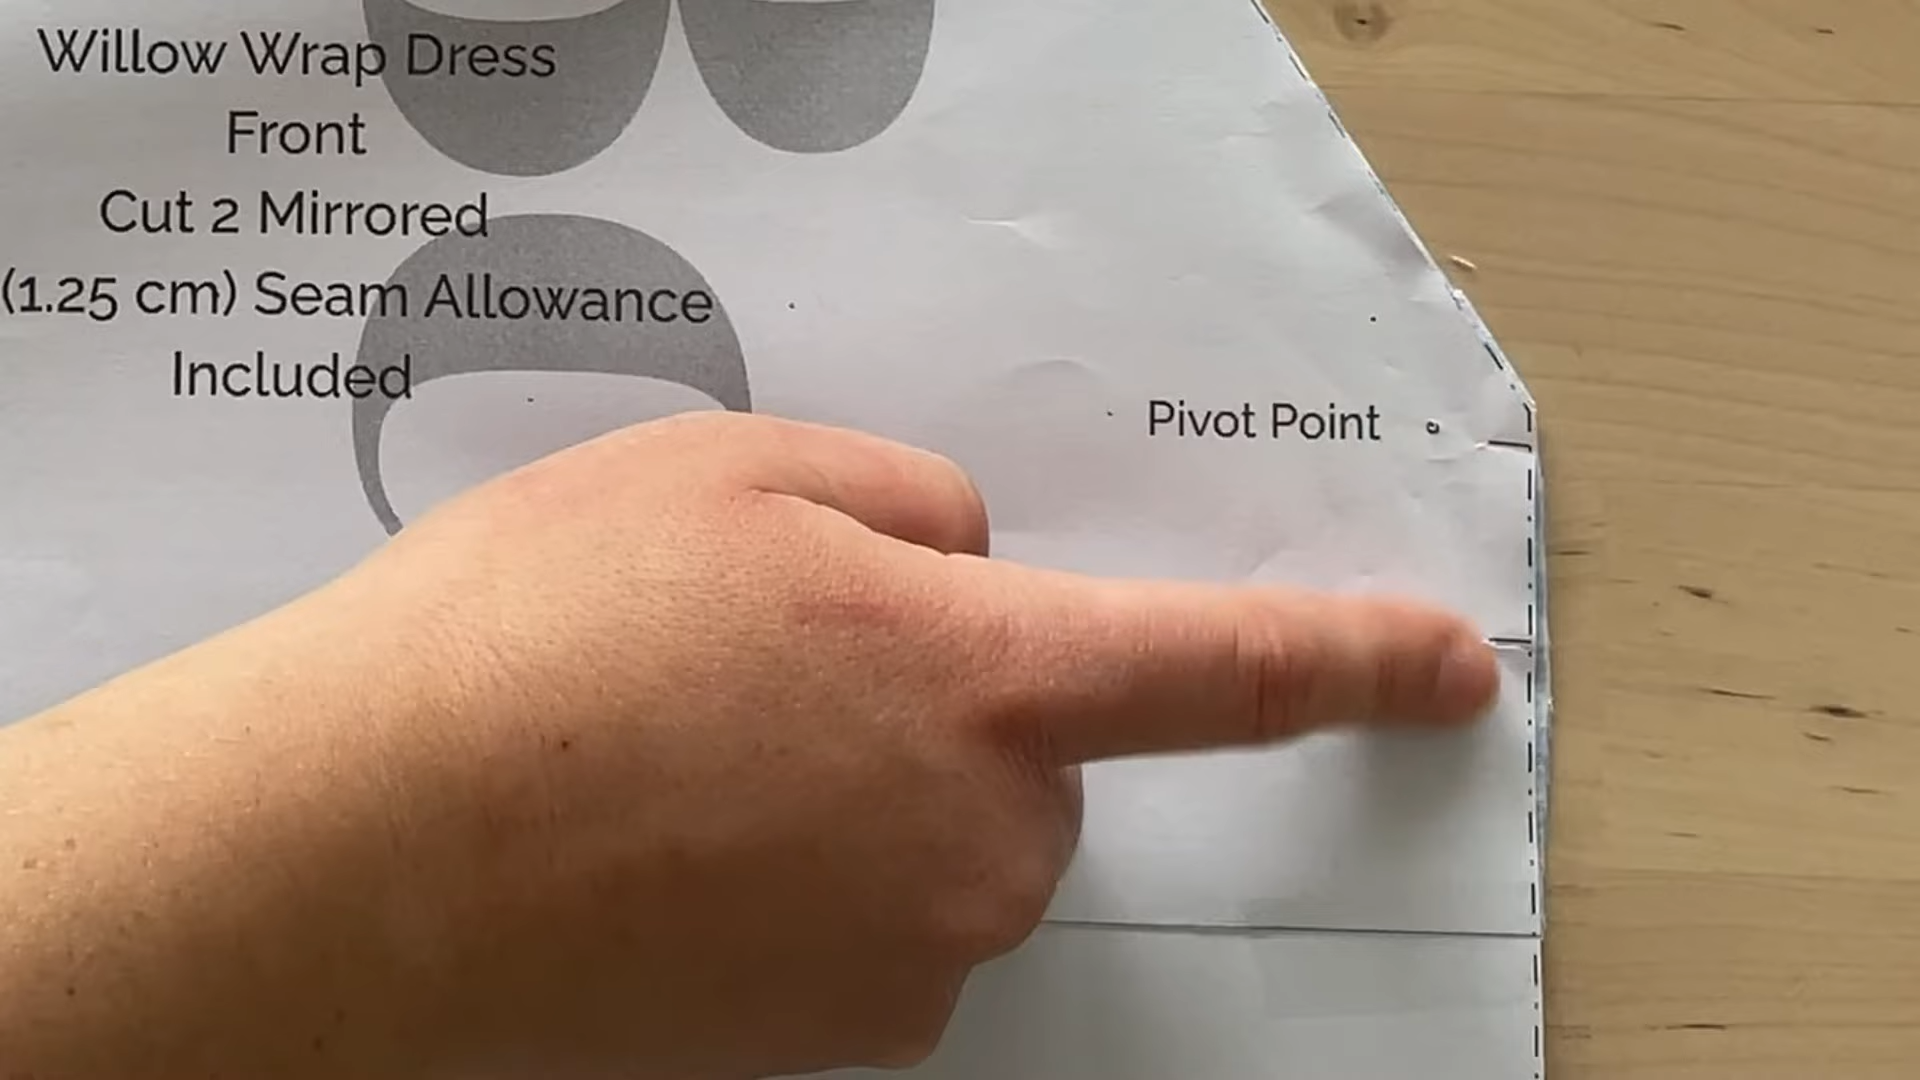 Willow Wrap Dress
Front
Cut 2 Mirrored
(1.25 cm) Seam Allowance
Included
Pivot Point